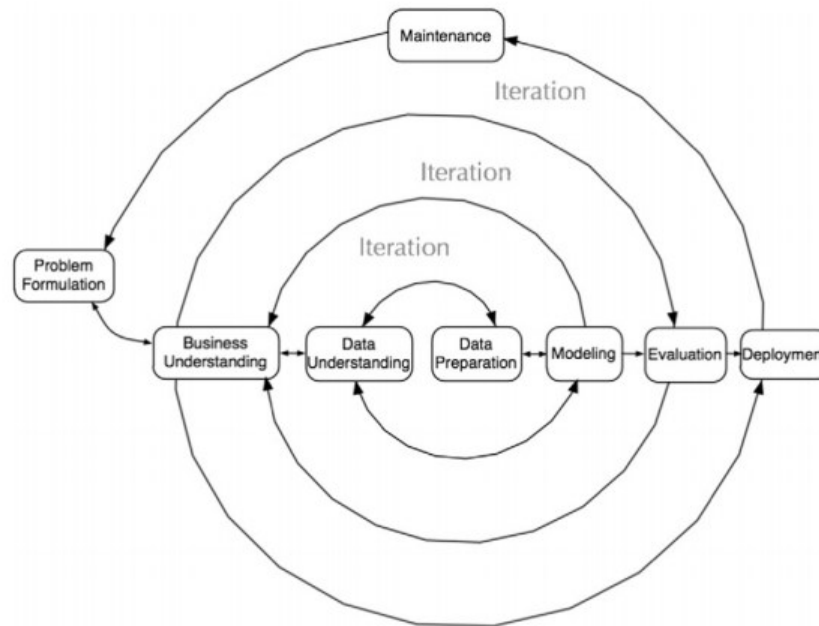 Maintenance
Iteration
Iteration
Iteration
Problem
Formulation
Business
Understanding
Data
Understanding
Data
Preparation
Modeling
Evaluation
Deploymen